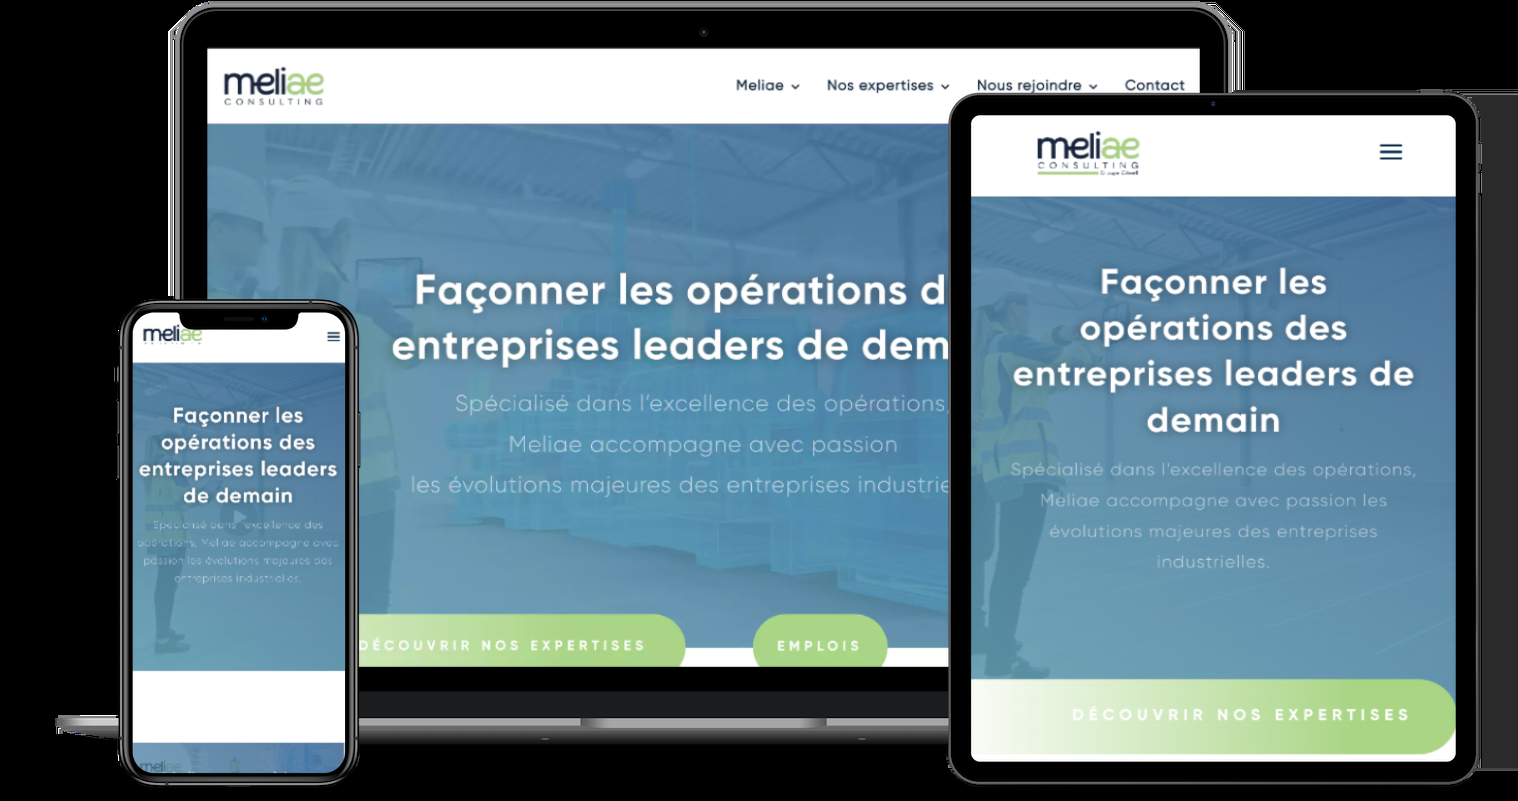 meliae
CONSULTING
Meliae
Nos expertises
Nous rejoindre
Contact
Façonner les opérations d
entreprises leaders de dem
Spécialisé dans l'excellence des opérations,
Meliae accompagne avec passion
les évolutions majeures des entreprises industrie
DÉCOUVRIR NOS EXPERTISES
EMPLOIS
meliae
Façonner les
opérations des
entreprises leaders
de demain
Spécialisé dans l'excellence des
opérations, Meliae accompagne avec
passion les évolutions majeures des
entreprises industrielles.
meliae
meliae
CONSULTING
Façonner les
opérations des
entreprises leaders de
demain
Spécialisé dans l'excellence des opérations,
Meliae accompagne avec passion les
évolutions majeures des entreprises
industrielles.
DÉCOUVRIR NOS EXPERTISES